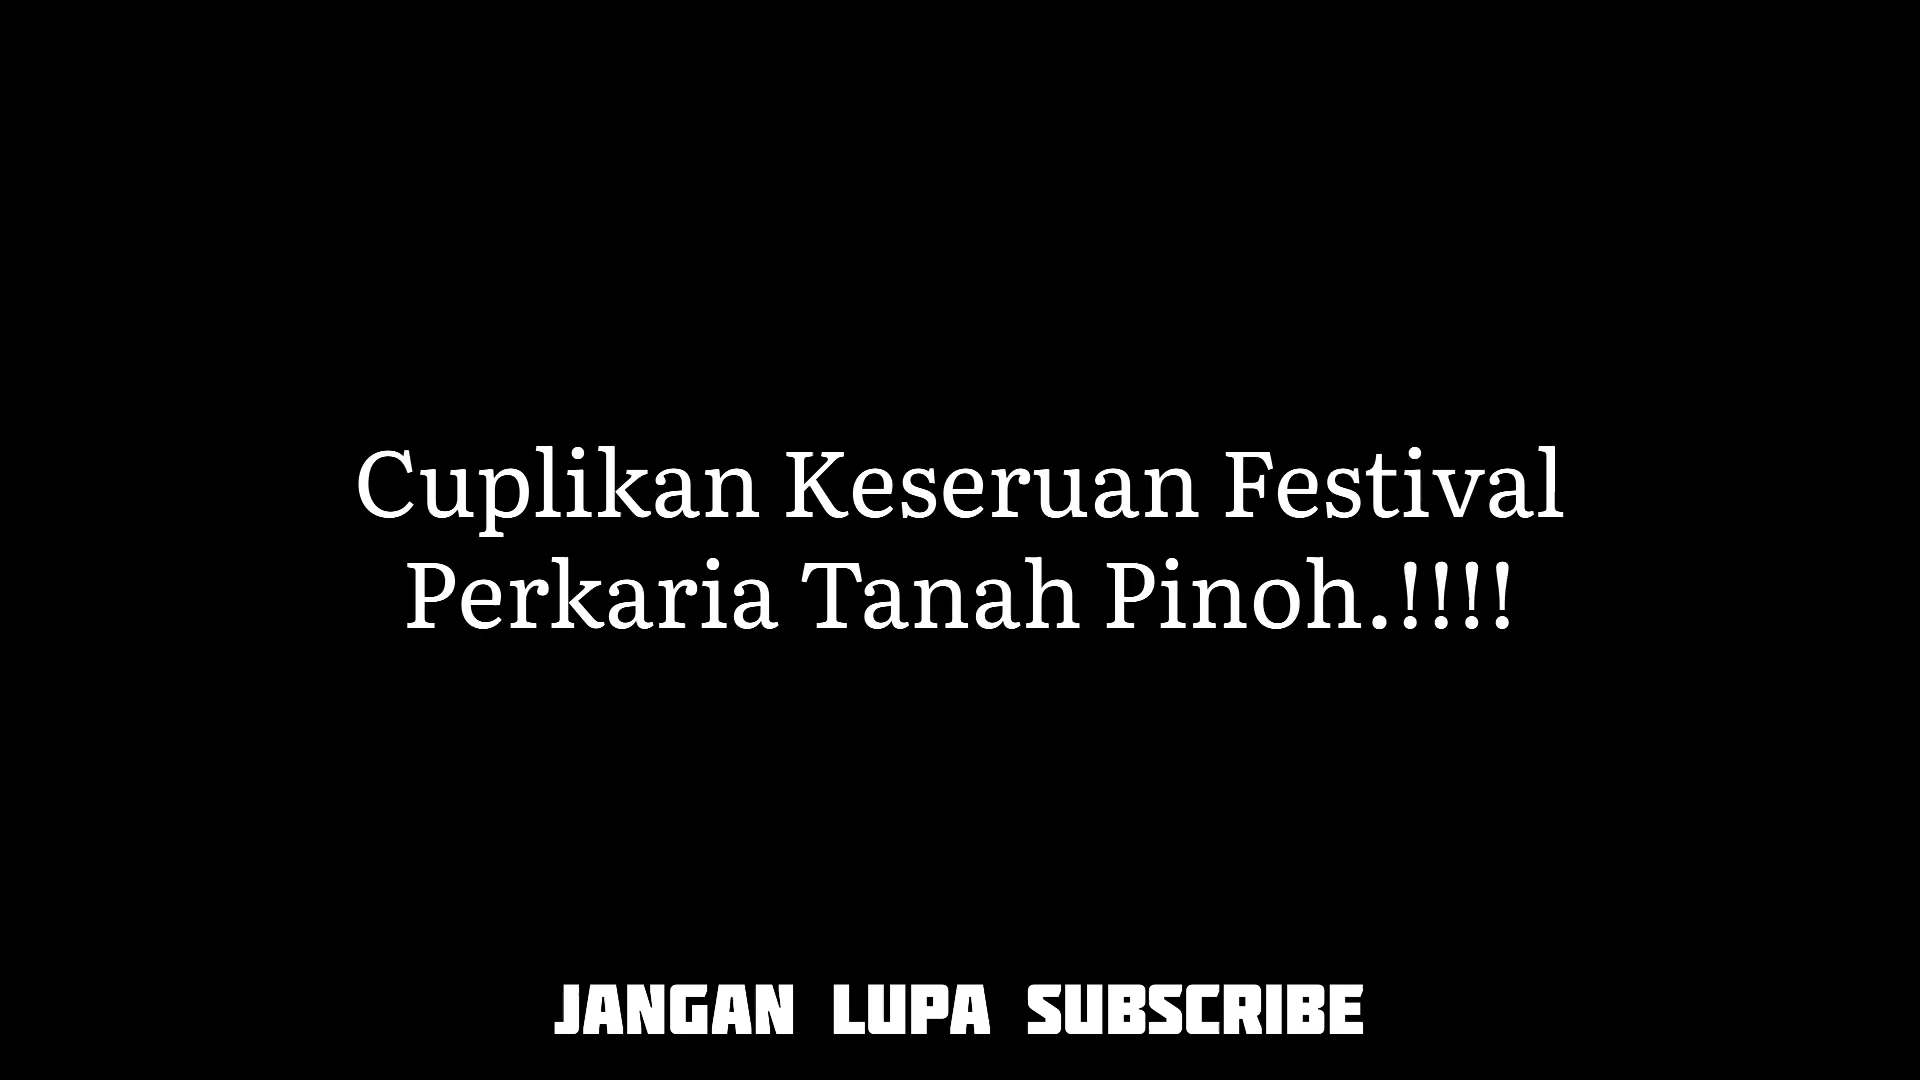 Cuplikan Keseruan Festival
Perkaria Tanah Pinoh.!!!!
JANGAN LUPA SUBSCRIBE